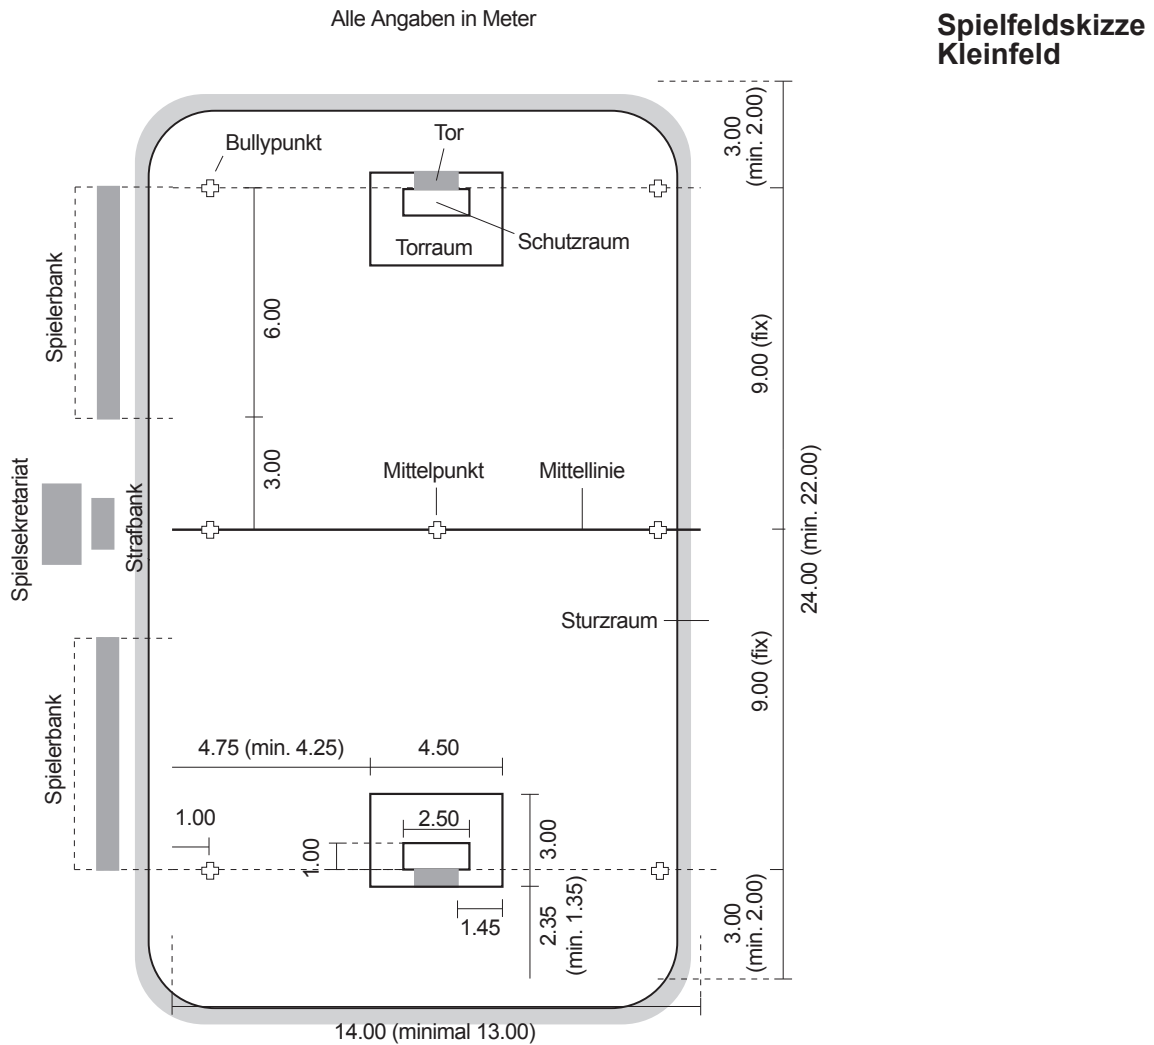 Alle Angaben in Meter
Spielfeldskizze
Kleinfeld
3.00
(min. 2.00)
Bullypunkt
Tor
Schutzraum
Torraum
Spielerbank
6.00
9.00 (fix)
3.00
Mittelpunkt
Mittellinie
Spielsekretariat
Strafbank
24.00 (min. 22.00)
Sturzraum
9.00 (fix)
Spielerbank
4.75 (min. 4.25)
4.50
1.00
2.50
1.00
3.00
1.45
2.35
(min. 1.35)
3.00
(min. 2.00)
14.00 (minimal 13.00)